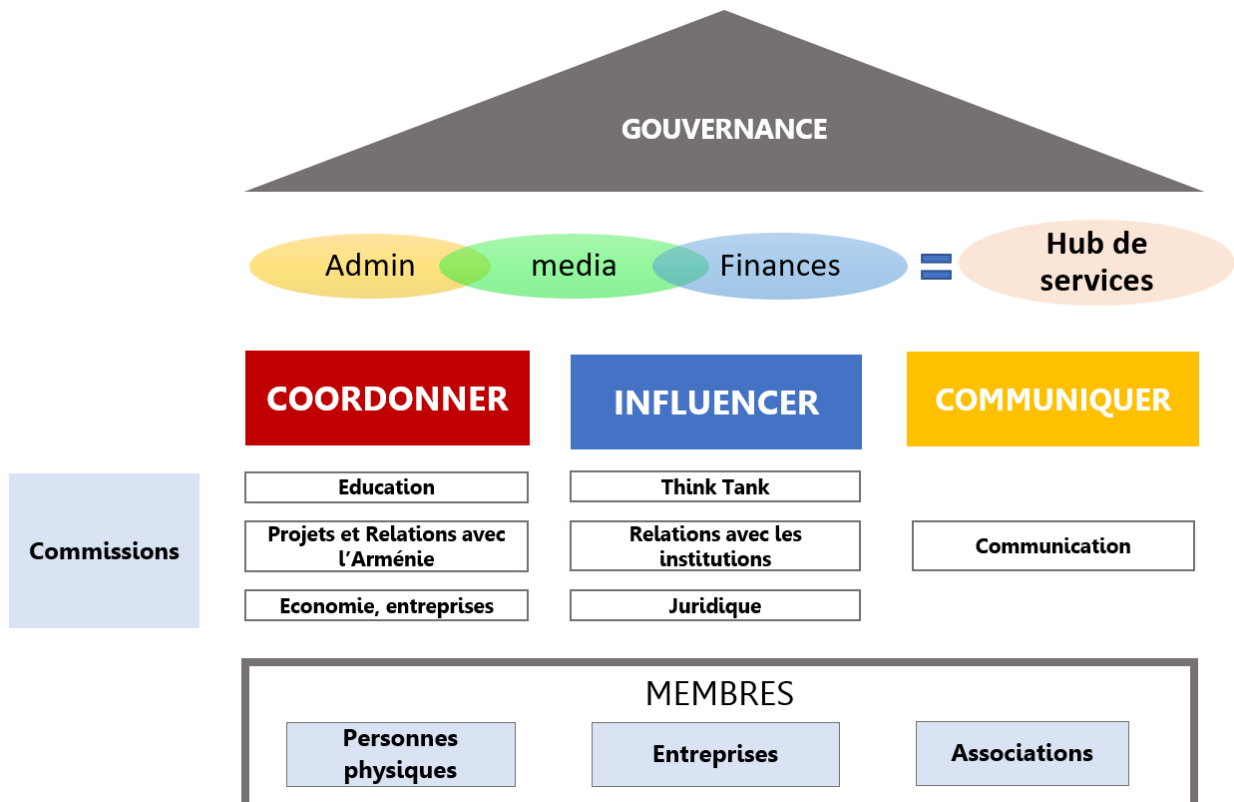 GOUVERNANCE
Admin
media
Finances
=
Hub de
services
COORDONNER
INFLUENCER
COMMUNIQUER
Commissions
Education
Projets et Relations avec
l’Arménie
Economie, entreprises
Think Tank
Relations avec les
institutions
Juridique
Communication
MEMBRES
Personnes
physiques
Entreprises
Associations